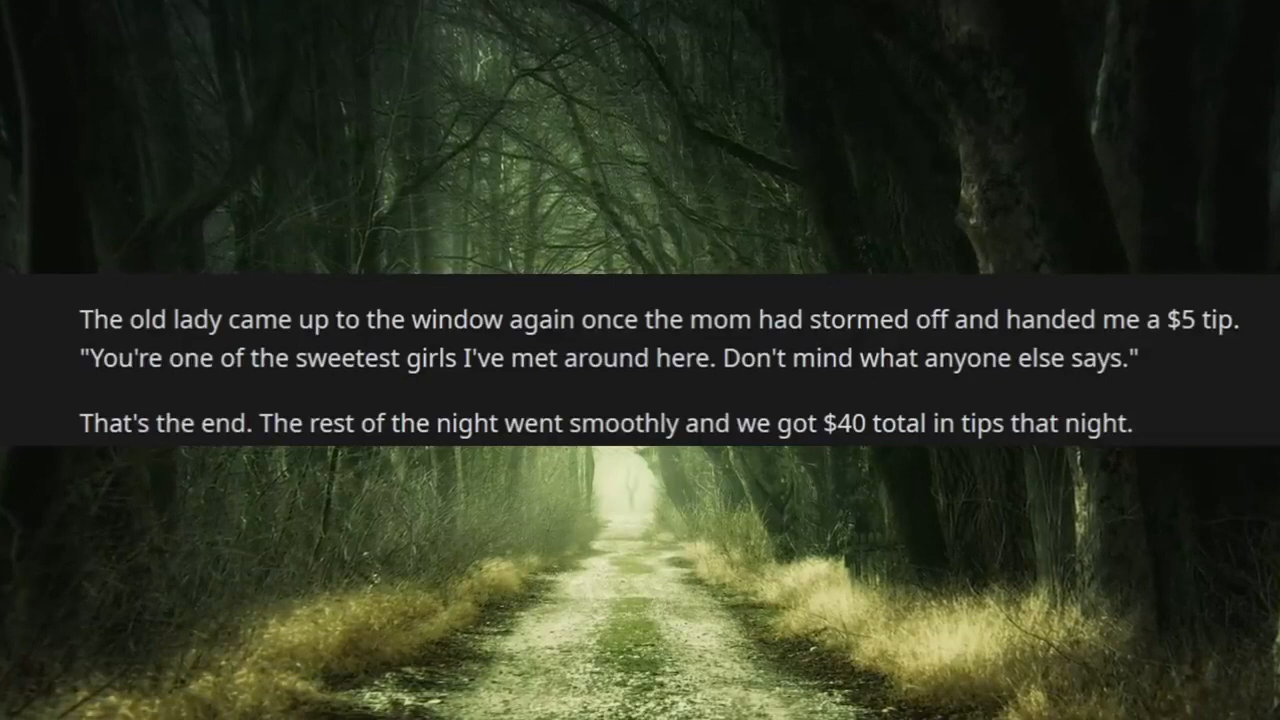 The old lady came up to the window again once the mom had stormed off and handed me a $5 tip.
"You're one of the sweetest girls I've met around here. Don't mind what anyone else says."
That's the end. The rest of the night went smoothly and we got $40 total in tips that night.